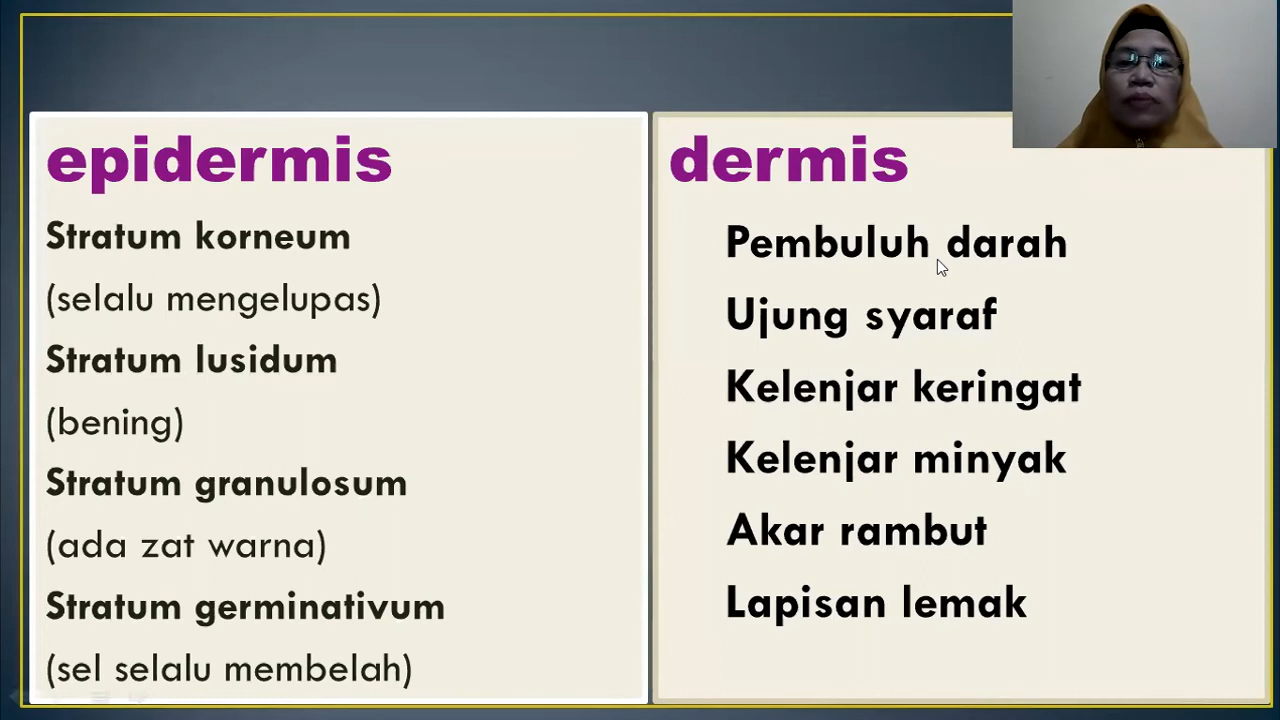 epidermis
Stratum korneum
(selalu mengelupas)
Stratum lusidum
(bening)
Stratum granulosum
(ada zat warna)
Stratum germinativum
(sel selalu membelah)
dermis
Pembuluh darah
Ujung syaraf
Kelenjar keringat
Kelenjar minyak
Akar rambut
Lapisan lemak